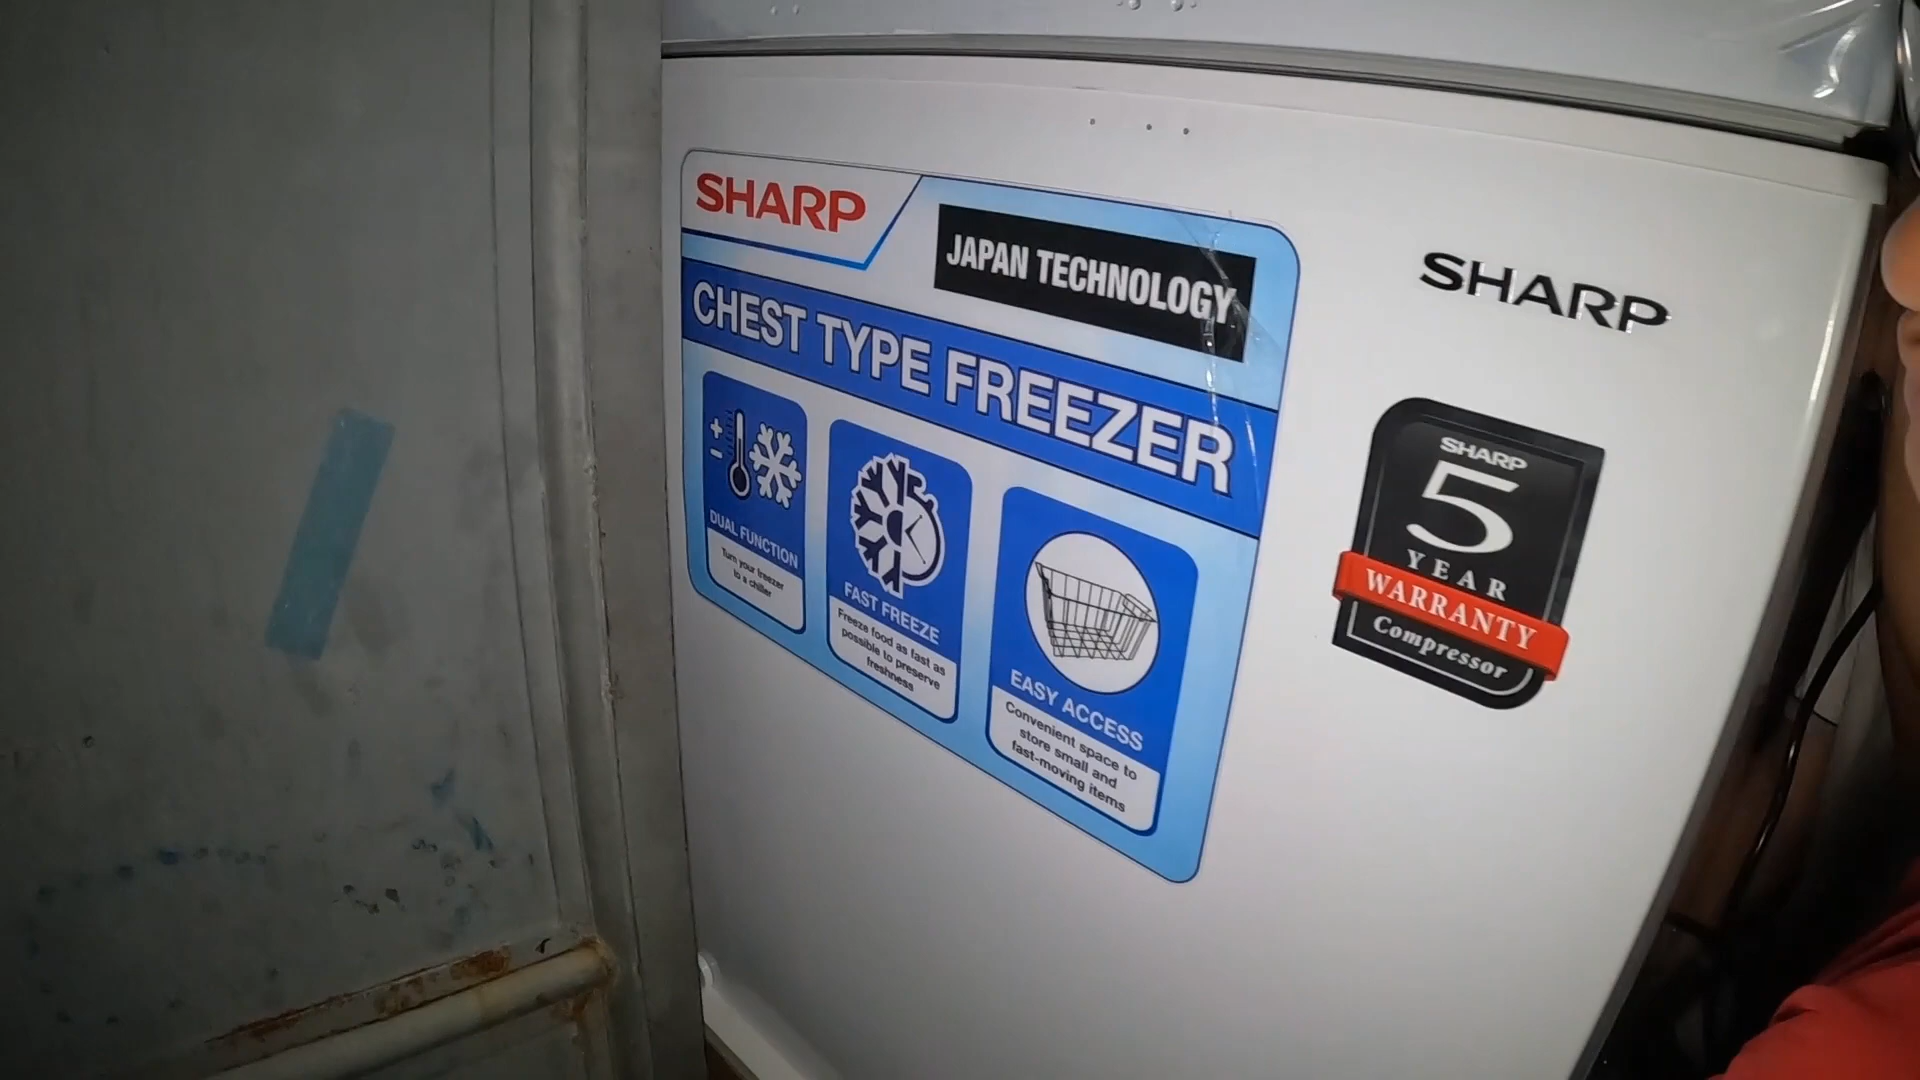 SHARP
JAPAN TECHNOLOGY
CHEST TYPE FREEZER
+
-
DUAL FUNCTION
Turn your freezer
to a chiller
FAST FREEZE
Freeze food as fast as
possible to preserve
freshness
EASY ACCESS
Convenient space to
store small and
fast-moving items
SHARP
SHARP
5
YEAR
WARRANTY
Compressor